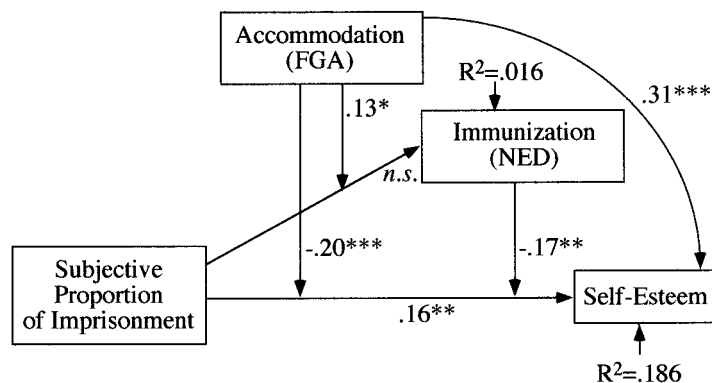 Accommodation
(FGA)
R²=.016
.13*
.31***
Immunization
(NED)
n.s.
-.20***
-.17**
Subjective
Proportion
of Imprisonment
Self-Esteem
.16**
R²=.186